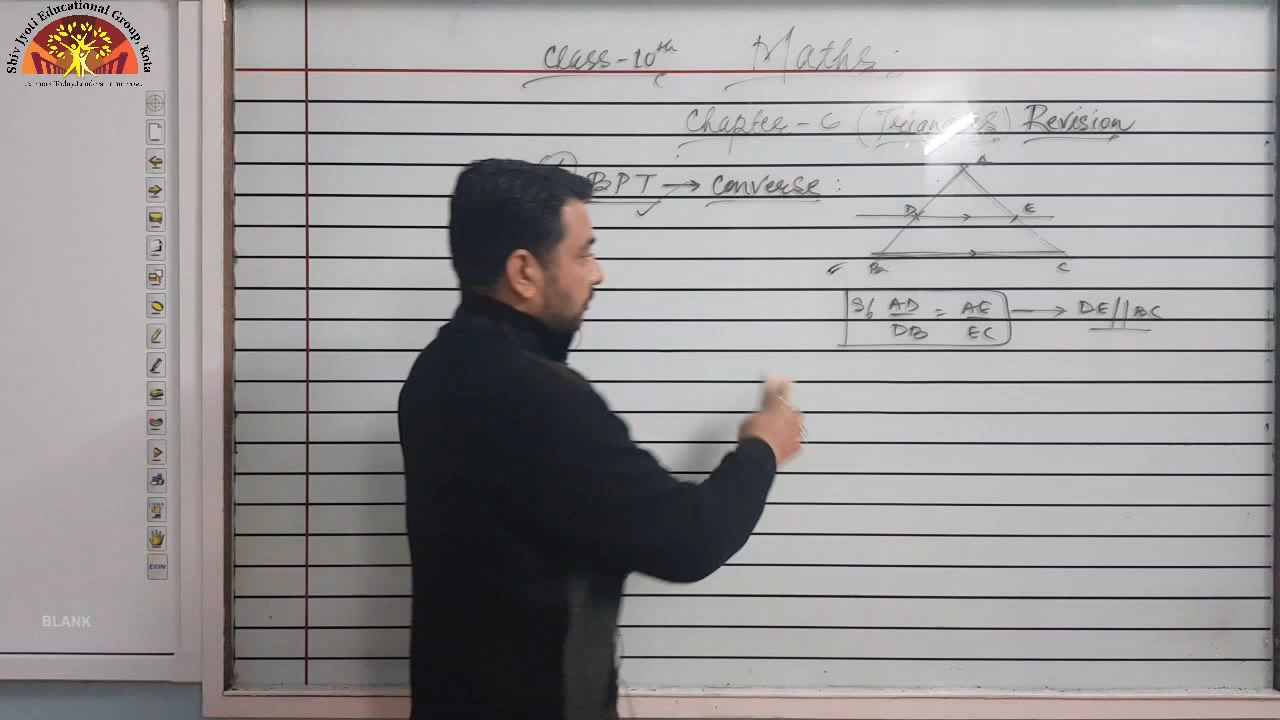 Shiv Jyoti Educational Group, Kota
Class-10th Maths
Chapter-6 (Triangles) Revision
BPT → converse :
A
D E
B C
If AD/DB = AE/EC → DE||BC
BLANK